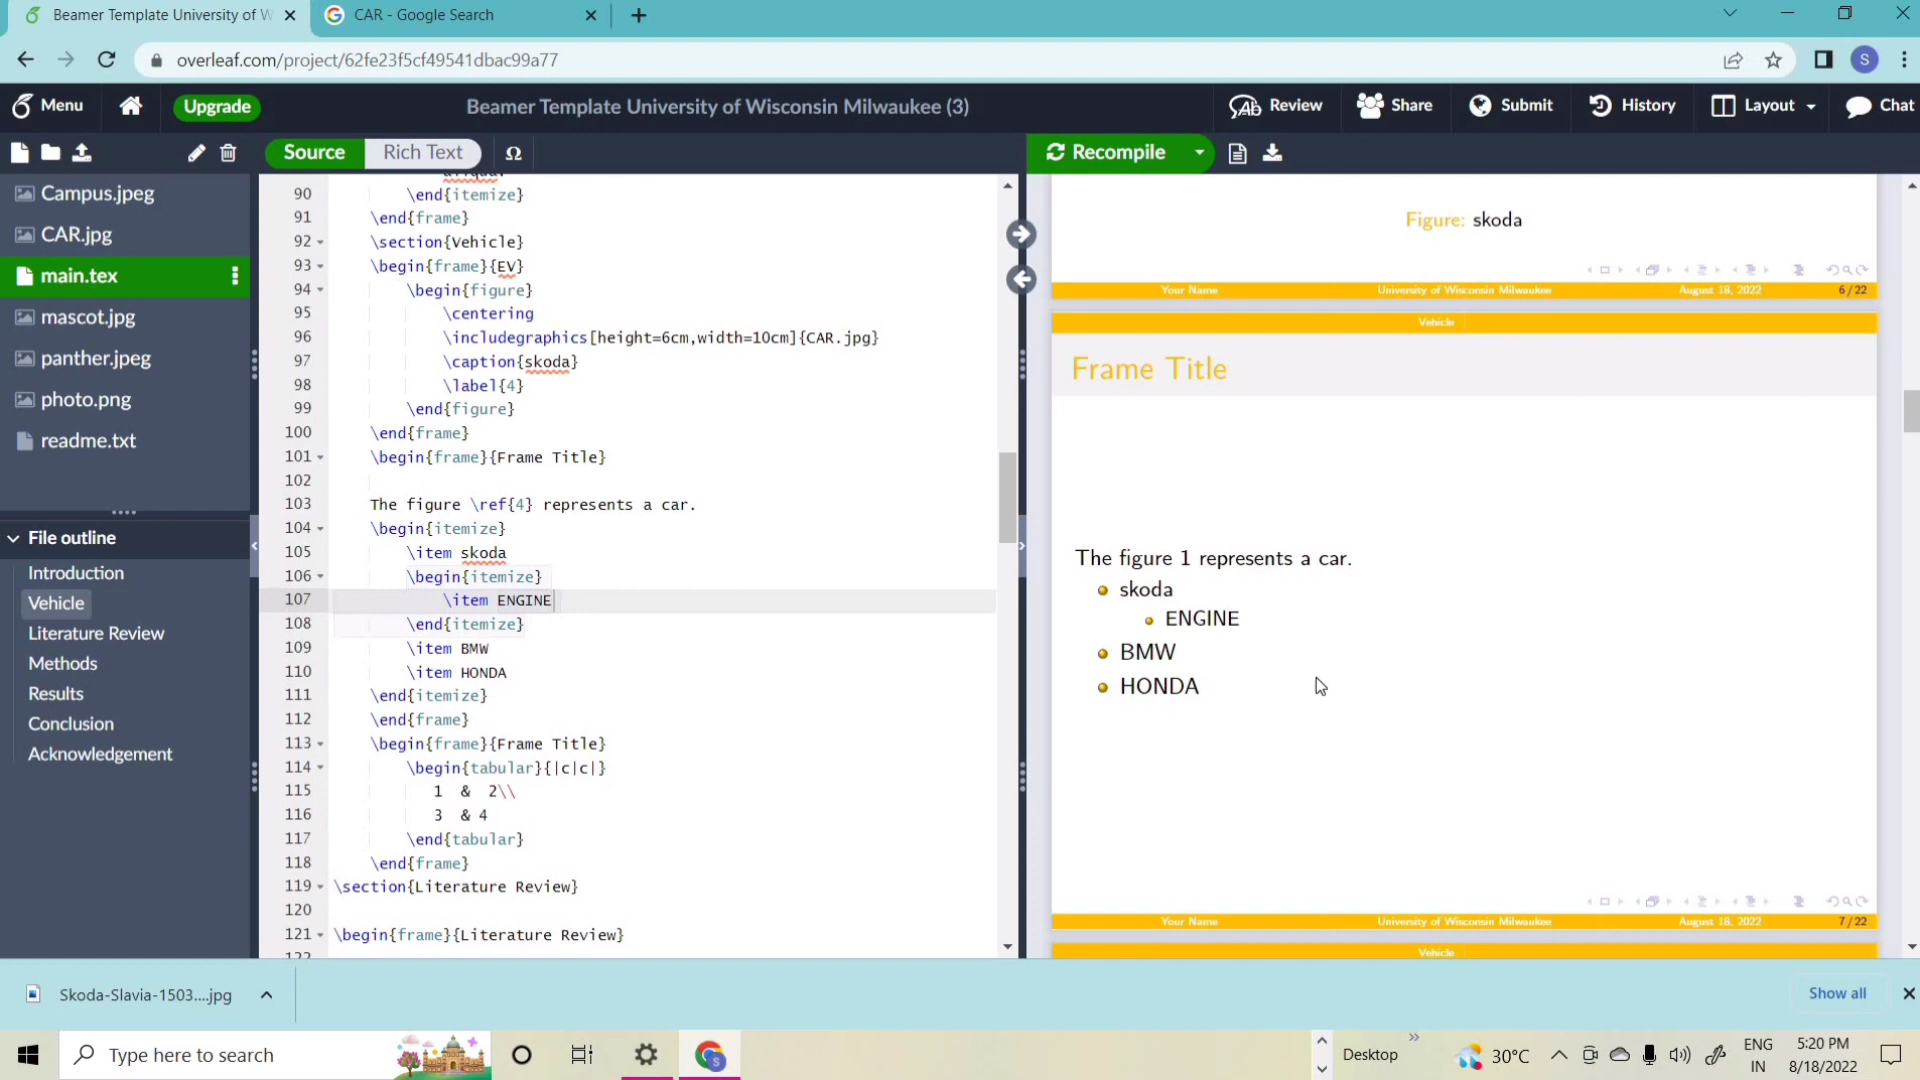 Beamer Template University of W
CAR - Google Search
overleaf.com/project/62fe23f5cf49541dbac99a77
S
Menu
Upgrade
Beamer Template University of Wisconsin Milwaukee (3)
Review
Share
Submit
History
Layout
Chat
Source
Rich Text
Ω
Recompile
Campus.jpeg
CAR.jpg
main.tex
mascot.jpg
panther.jpeg
photo.png
readme.txt
File outline
Introduction
Vehicle
Literature Review
Methods
Results
Conclusion
Acknowledgement
90 \end{itemize}
91 \end{frame}
92 \section{Vehicle}
93 \begin{frame}{EV}
94 \begin{figure}
95 \centering
96 \includegraphics[height=6cm,width=10cm]{CAR.jpg}
97 \caption{skoda}
98 \label{4}
99 \end{figure}
100 \end{frame}
101 \begin{frame}{Frame Title}
102
103 The figure \ref{4} represents a car.
104 \begin{itemize}
105 \item skoda
106 \begin{itemize}
107 \item ENGINE
108 \end{itemize}
109 \item BMW
110 \item HONDA
111 \end{itemize}
112 \end{frame}
113 \begin{frame}{Frame Title}
114 \begin{tabular}{|c|c|}
115 1 & 2\\
116 3 & 4
117 \end{tabular}
118 \end{frame}
119 \section{Literature Review}
120
121 \begin{frame}{Literature Review}
Figure: skoda
Your Name University of Wisconsin Milwaukee August 18, 2022 6 / 22
Vehicle
Frame Title
The figure 1 represents a car.
skoda
ENGINE
BMW
HONDA
Your Name University of Wisconsin Milwaukee August 18, 2022 7 / 22
Vehicle
Skoda-Slavia-1503....jpg
Show all
Type here to search
S
Desktop
30°C
ENG
IN
5:20 PM
8/18/2022